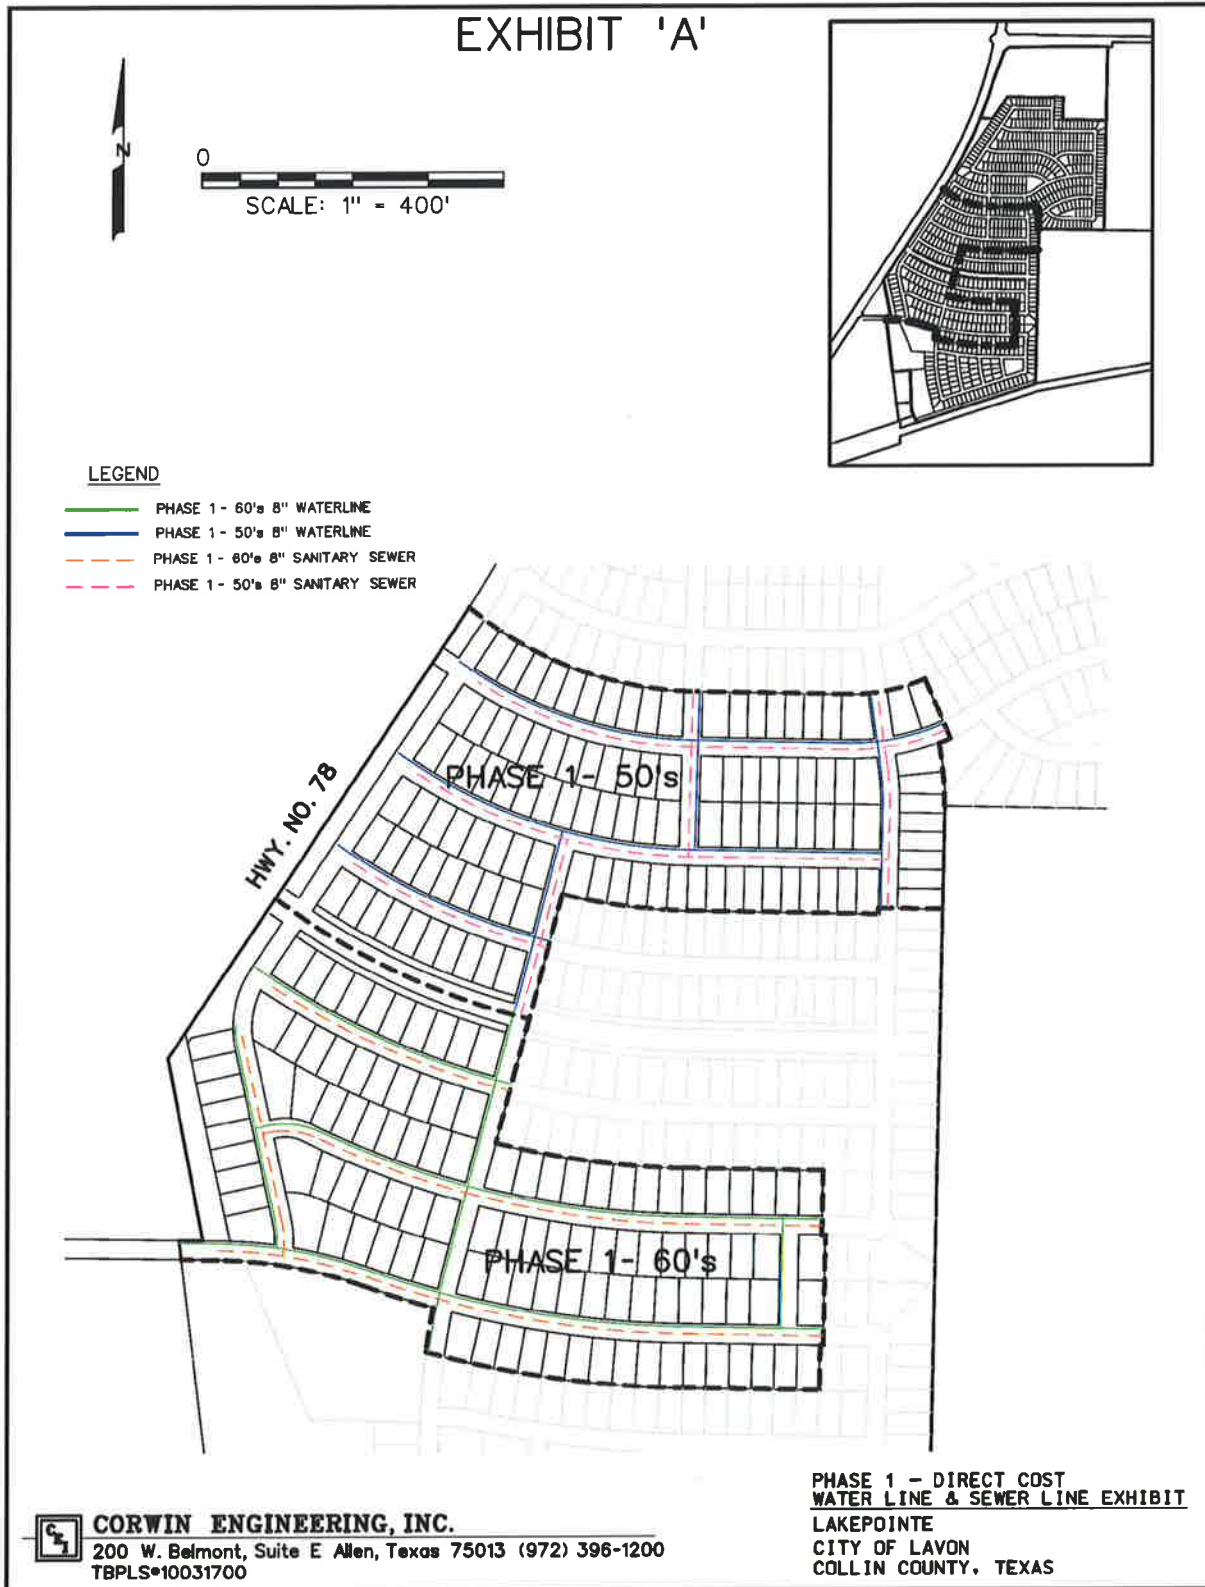 EXHIBIT 'A'
N
0
SCALE: 1" = 400'
LEGEND
PHASE 1 - 60's 8" WATERLINE
PHASE 1 - 50's 8" WATERLINE
PHASE 1 - 60's 8" SANITARY SEWER
PHASE 1 - 50's 8" SANITARY SEWER
HWY. NO. 78
PHASE 1- 50's
PHASE 1- 60's
PHASE 1 - DIRECT COST
WATER LINE & SEWER LINE EXHIBIT
LAKEPOINTE
CITY OF LAVON
COLLIN COUNTY, TEXAS
CEI
CORWIN ENGINEERING, INC.
200 W. Belmont, Suite E Allen, Texas 75013 (972) 396-1200
TBPLS#10031700